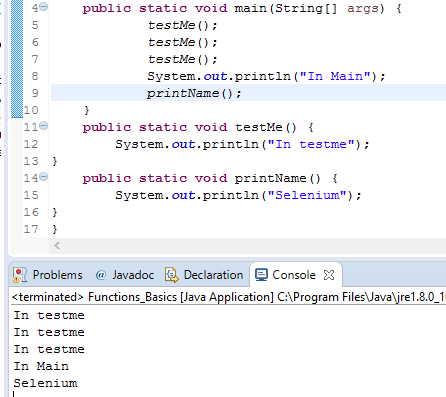 4 public static void main(String[] args) {
5 testMe();
6 testMe();
7 testMe();
8 System.out.println("In Main");
9 printName();
10 }
11 public static void testMe() {
12 System.out.println("In testme");
13 }
14 public static void printName() {
15 System.out.println("Selenium");
16 }
17 }
Problems @ Javadoc Declaration Console
<terminated> Functions_Basics [Java Application] C:\Program Files\Java\jre1.8.0_1
In testme
In testme
In testme
In Main
Selenium